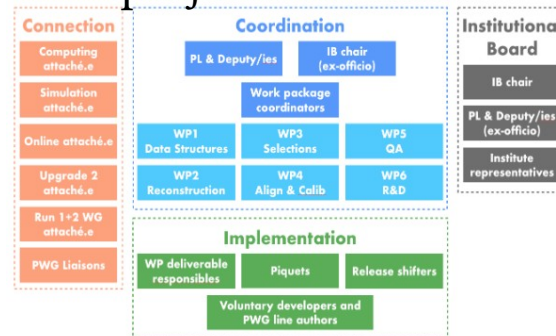 Connection
Computing
attaché.e
Simulation
attaché.e
Online attaché.e
Upgrade 2
attaché.e
Run 1+2 WG
attaché.e
PWG Liaisons
Coordination
PL & Deputy/ies
IB chair
(ex-officio)
Work package
coordinators
WP1
Data Structures
WP3
Selections
WP5
QA
WP2
Reconstruction
WP4
Align & Calib
WP6
R&D
Implementation
WP deliverable
responsibles
Piquets
Release shifters
Voluntary developers and
PWG line authors
Institutional
Board
IB chair
PL & Deputy/ies
(ex-officio)
Institute
representatives